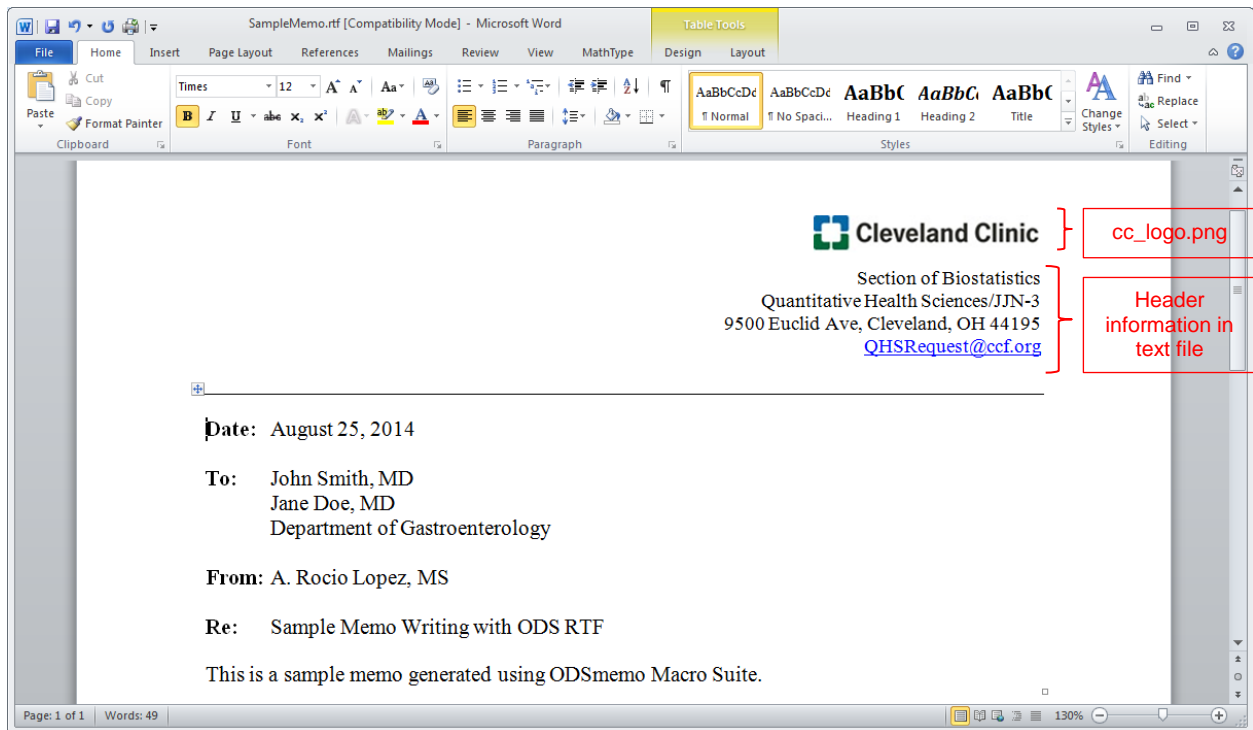 SampleMemo.rtf [Compatibility Mode] - Microsoft Word
Table Tools
File Home Insert Page Layout References Mailings Review View MathType Design Layout
Paste
Cut
Copy
Format Painter
Clipboard
Times 12
Font
Paragraph
AaBbCcDd AaBbCcDd AaBbC AaBbCc AaBbC
¶ Normal ¶ No Spaci... Heading 1 Heading 2 Title
Change
Styles
Styles
Find
Replace
Select
Editing
Cleveland Clinic
cc_logo.png
Section of Biostatistics
Quantitative Health Sciences/JJN-3
9500 Euclid Ave, Cleveland, OH 44195
QHSRequest@ccf.org
Header
information in
text file
Date: August 25, 2014
To: John Smith, MD
Jane Doe, MD
Department of Gastroenterology
From: A. Rocio Lopez, MS
Re: Sample Memo Writing with ODS RTF
This is a sample memo generated using ODSmemo Macro Suite.
Page: 1 of 1 Words: 49 130%